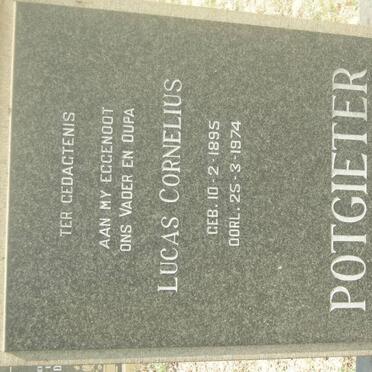 TER GEDAGTENIS
AAN MY EGGENOOT
ONS VADER EN OUPA
LUCAS CORNELIUS
GEB. 10-2-1895
OORL. 25-3-1974
POTGIETER